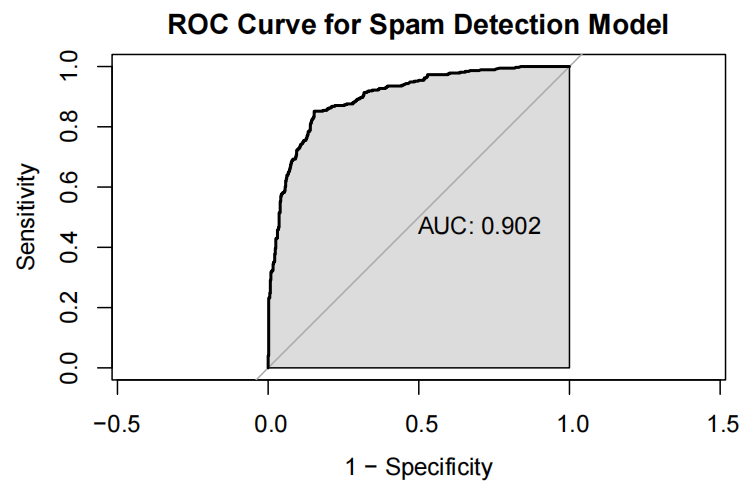 ROC Curve for Spam Detection Model
Sensitivity
1.0
0.8
0.6
0.4
0.2
0.0
AUC: 0.902
−0.5 0.0 0.5 1.0 1.5
1 − Specificity